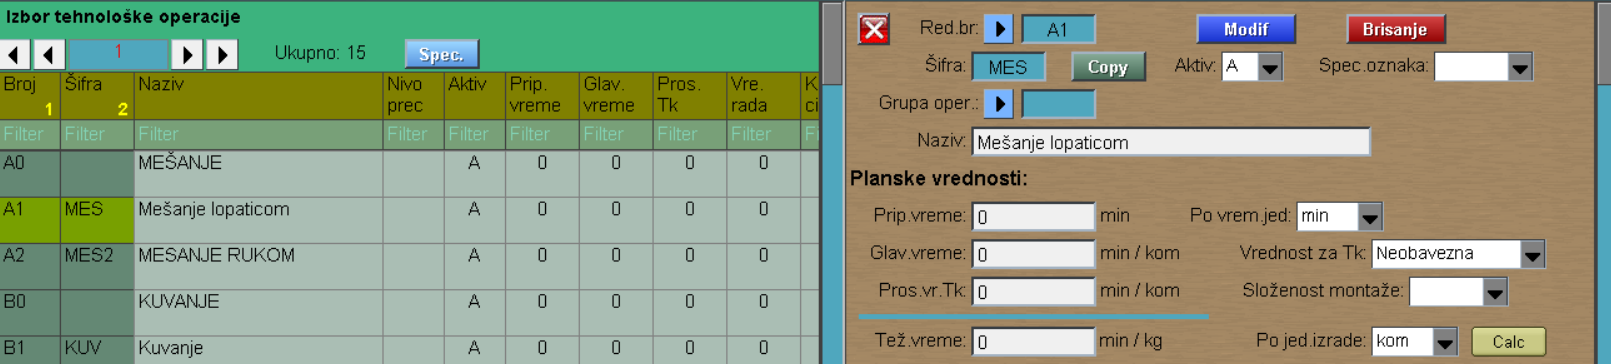 Izbor tehnološke operacije
1
Ukupno: 15
Spec.
Broj 1
Šifra 2
Naziv
Nivo prec
Aktiv
Prip. vreme
Glav. vreme
Pros. Tk
Vre. rada
Filter Filter Filter Filter Filter Filter Filter Filter Filter
A0 MEŠANJE A 0 0 0 0
A1 MES Mešanje lopaticom A 0 0 0 0
A2 MES2 MESANJE RUKOM A 0 0 0 0
B0 KUVANJE A 0 0 0 0
B1 KUV Kuvanje A 0 0 0 0
Red.br: A1 Modif Brisanje
Šifra: MES Copy Aktiv: A Spec.oznaka:
Grupa oper.:
Naziv: Mešanje lopaticom
Planske vrednosti:
Prip.vreme: 0 min Po vrem.jed: min
Glav.vreme: 0 min / kom Vrednost za Tk: Neobavezna
Pros.vr.Tk: 0 min / kom Složenost montaže:
Tež.vreme: 0 min / kg Po jed.izrade: kom Calc